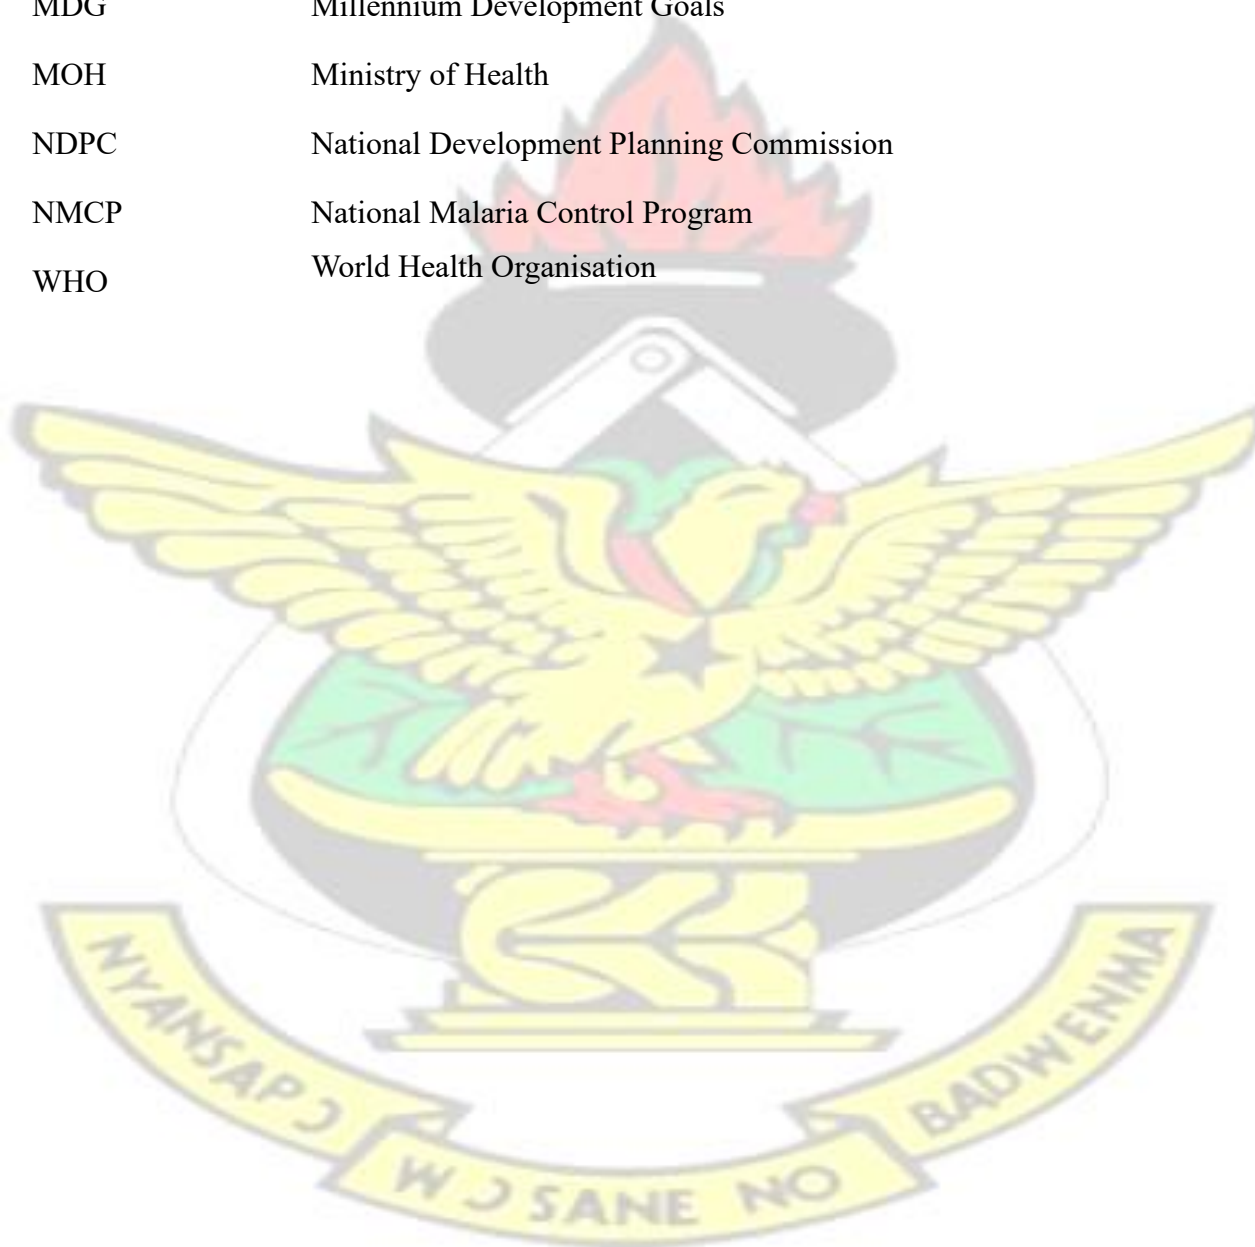 MDG Millennium Development Goals
MOH Ministry of Health
NDPC National Development Planning Commission
NMCP National Malaria Control Program
WHO World Health Organisation
NYANSAPƆ
WƆ SANE NO
BADWENMA